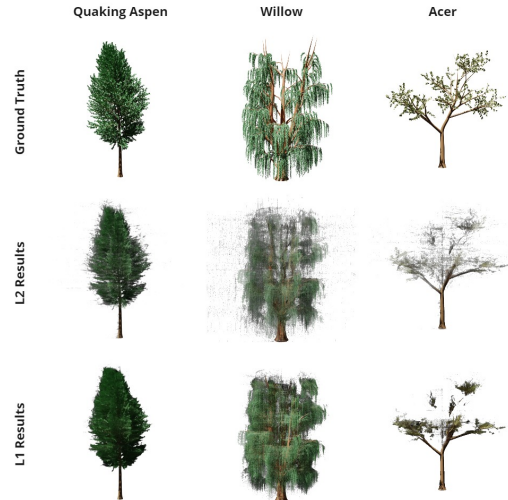 Quaking Aspen Willow Acer
Ground Truth
L2 Results
L1 Results